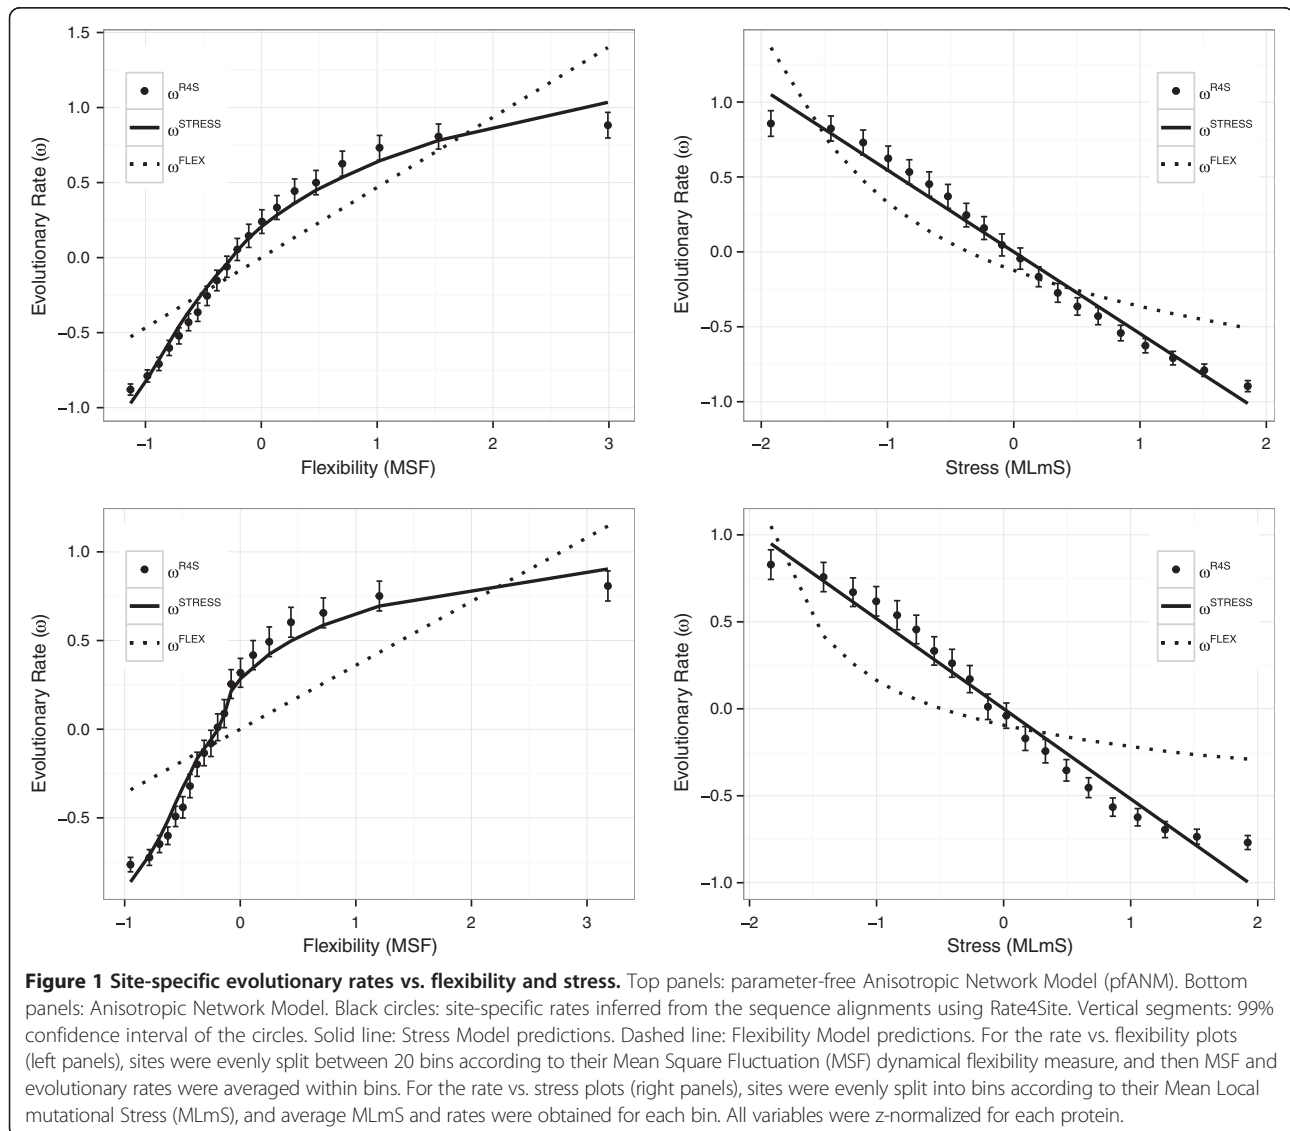 1.5
1.0
0.5
0.0
−0.5
−1.0
Evolutionary Rate (ω)
ω^R4S
ω^STRESS
ω^FLEX
−1
0
1
2
3
Flexibility (MSF)
1.0
0.5
0.0
−0.5
−1.0
Evolutionary Rate (ω)
ω^R4S
ω^STRESS
ω^FLEX
−2
−1
0
1
2
Stress (MLmS)
1.0
0.5
0.0
−0.5
Evolutionary Rate (ω)
ω^R4S
ω^STRESS
ω^FLEX
−1
0
1
2
3
Flexibility (MSF)
1.0
0.5
0.0
−0.5
−1.0
Evolutionary Rate (ω)
ω^R4S
ω^STRESS
ω^FLEX
−2
−1
0
1
2
Stress (MLmS)
Figure 1 Site-specific evolutionary rates vs. flexibility and stress. Top panels: parameter-free Anisotropic Network Model (pfANM). Bottom
panels: Anisotropic Network Model. Black circles: site-specific rates inferred from the sequence alignments using Rate4Site. Vertical segments: 99%
confidence interval of the circles. Solid line: Stress Model predictions. Dashed line: Flexibility Model predictions. For the rate vs. flexibility plots
(left panels), sites were evenly split between 20 bins according to their Mean Square Fluctuation (MSF) dynamical flexibility measure, and then MSF and
evolutionary rates were averaged within bins. For the rate vs. stress plots (right panels), sites were evenly split into bins according to their Mean Local
mutational Stress (MLmS), and average MLmS and rates were obtained for each bin. All variables were z-normalized for each protein.